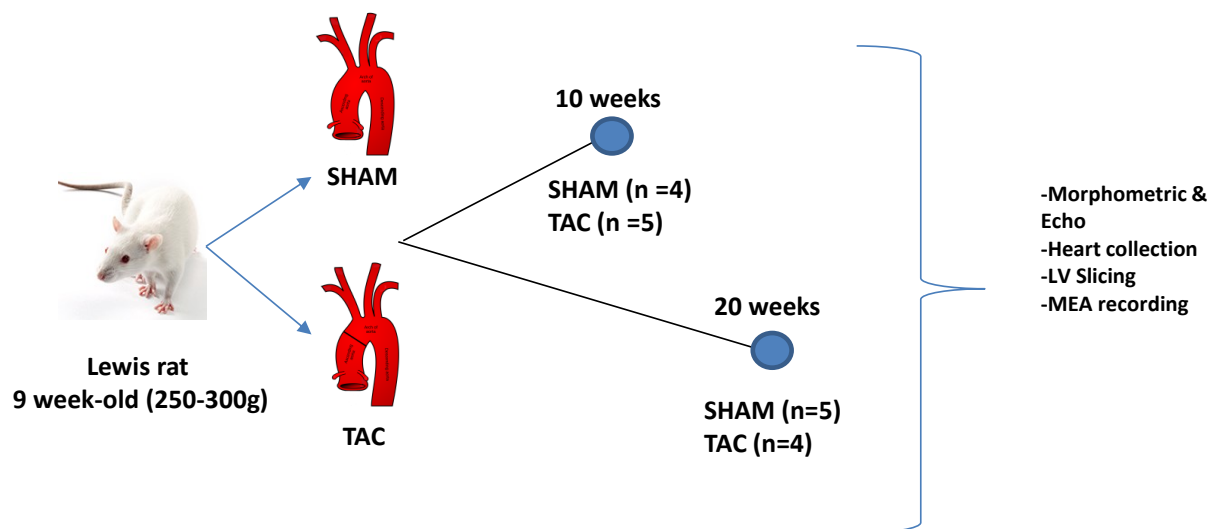 SHAM
Lewis rat
9 week-old (250-300g)
TAC
10 weeks
SHAM (n =4)
TAC (n =5)
20 weeks
SHAM (n=5)
TAC (n=4)
-Morphometric &
Echo
-Heart collection
-LV Slicing
-MEA recording